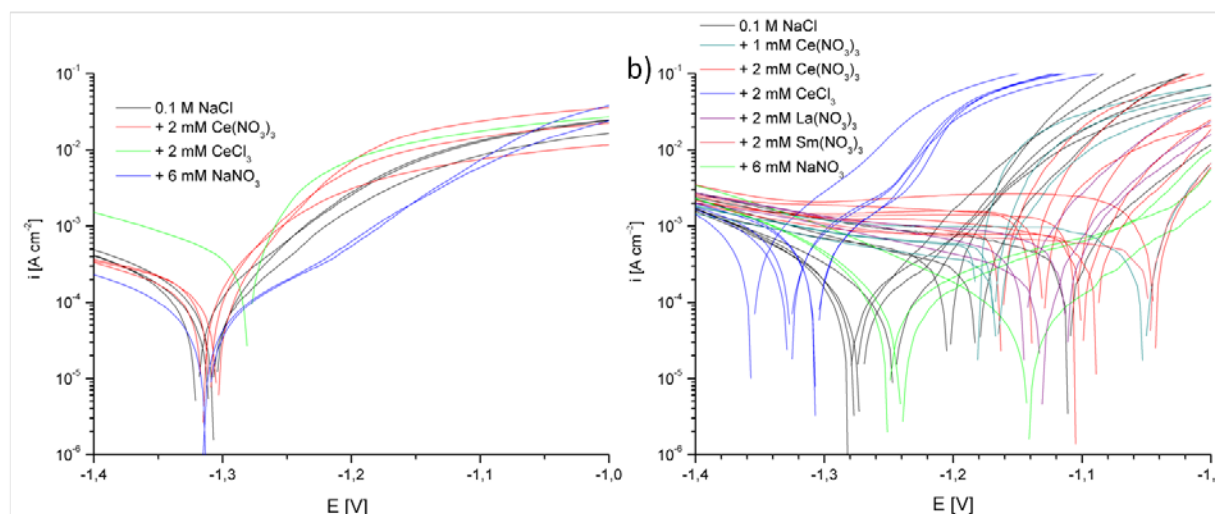 0.1 M NaCl
+ 2 mM Ce(NO₃)₃
+ 2 mM CeCl₃
+ 6 mM NaNO₃
10⁻¹
10⁻²
10⁻³
10⁻⁴
10⁻⁵
10⁻⁶
i [A cm⁻²]
-1,4
-1,3
-1,2
-1,1
-1,0
E [V]
b)
0.1 M NaCl
+ 1 mM Ce(NO₃)₃
+ 2 mM Ce(NO₃)₃
+ 2 mM CeCl₃
+ 2 mM La(NO₃)₃
+ 2 mM Sm(NO₃)₃
+ 6 mM NaNO₃
10⁻¹
10⁻²
10⁻³
10⁻⁴
10⁻⁵
10⁻⁶
i [A cm⁻²]
-1,4
-1,3
-1,2
-1,1
-1,
E [V]